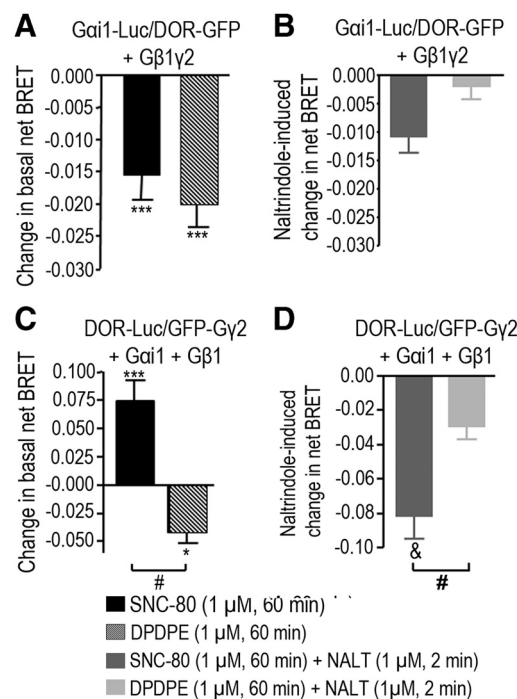 A
Gαi1-Luc/DOR-GFP
+ Gβ1γ2
Change in basal net BRET
0.000
-0.005
-0.010
-0.015
-0.020
-0.025
-0.030
***
***
B
Gαi1-Luc/DOR-GFP
+ Gβ1γ2
Naltrindole-induced
change in net BRET
0.000
-0.005
-0.010
-0.015
-0.020
-0.025
-0.030
C
DOR-Luc/GFP-Gγ2
+ Gαi1 + Gβ1
Change in basal net BRET
0.100
0.075
0.050
0.025
-0.000
-0.025
-0.050
***
*
#
D
DOR-Luc/GFP-Gγ2
+ Gαi1 + Gβ1
Naltrindole-induced
change in net BRET
0.00
-0.02
-0.04
-0.06
-0.08
-0.10
&
#
SNC-80 (1 µM, 60 min)
DPDPE (1 µM, 60 min)
SNC-80 (1 µM, 60 min) + NALT (1µM, 2 min)
DPDPE (1 µM, 60 min) + NALT (1µM, 2 min)